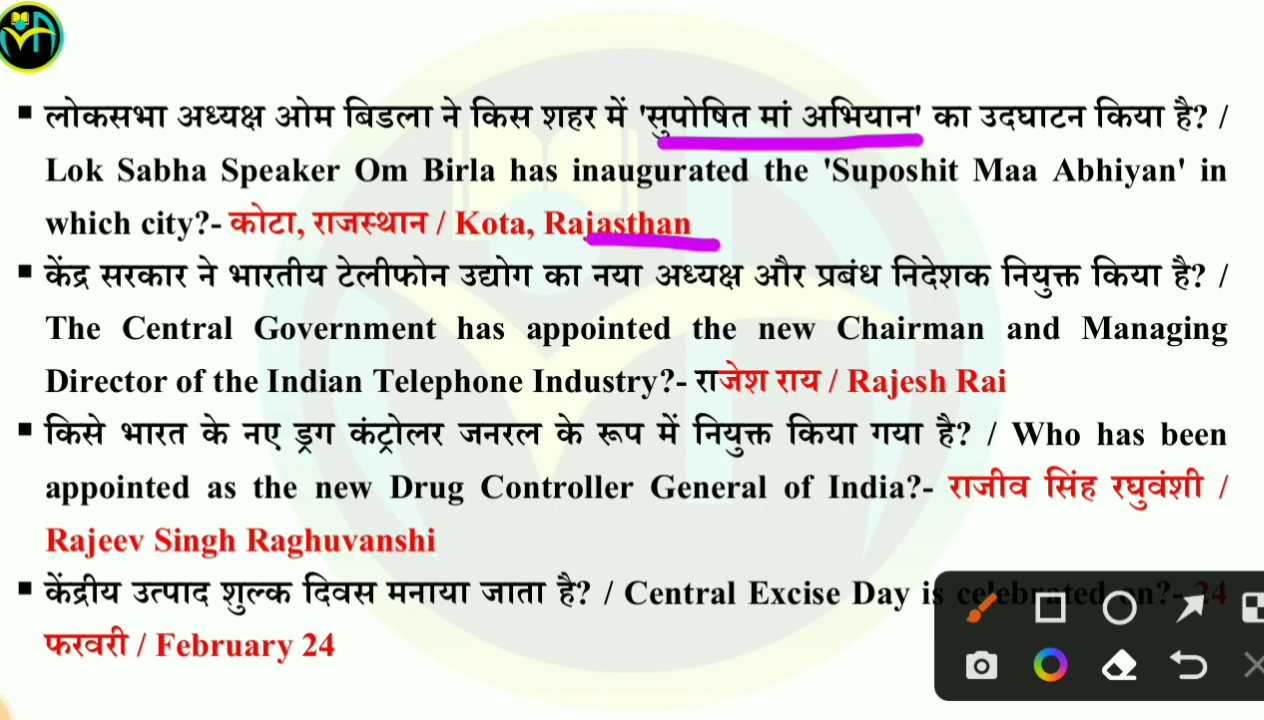 ▪ लोकसभा अध्यक्ष ओम बिडला ने किस शहर में 'सुपोषित मां अभियान' का उदघाटन किया है? /
Lok Sabha Speaker Om Birla has inaugurated the 'Suposhit Maa Abhiyan' in
which city?- कोटा, राजस्थान / Kota, Rajasthan
▪ केंद्र सरकार ने भारतीय टेलीफोन उद्योग का नया अध्यक्ष और प्रबंध निदेशक नियुक्त किया है? /
The Central Government has appointed the new Chairman and Managing
Director of the Indian Telephone Industry?- राजेश राय / Rajesh Rai
▪ किसे भारत के नए ड्रग कंट्रोलर जनरल के रूप में नियुक्त किया गया है? / Who has been
appointed as the new Drug Controller General of India?- राजीव सिंह रघुवंशी /
Rajeev Singh Raghuvanshi
▪ केंद्रीय उत्पाद शुल्क दिवस मनाया जाता है? / Central Excise Day is celebrated on?- 24
फरवरी / February 24